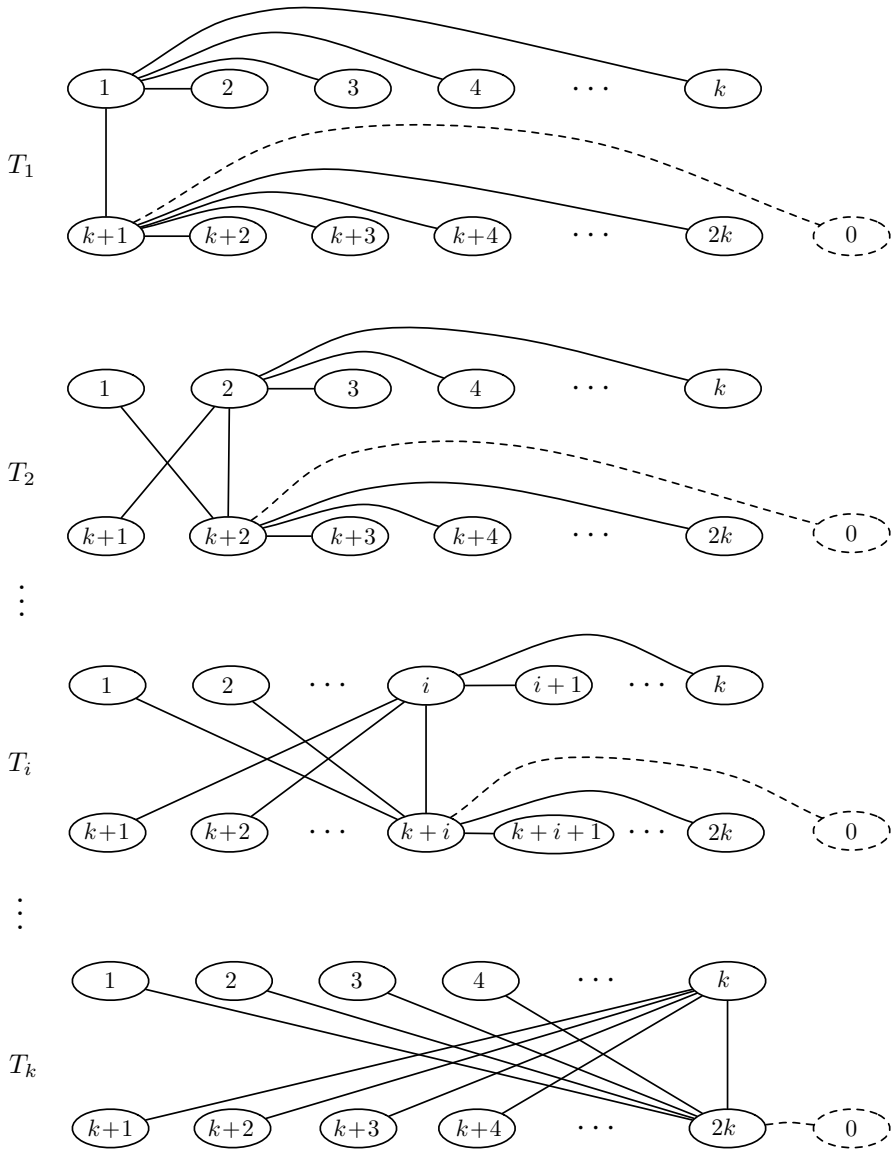 1 2 3 4 ··· k
T₁
k+1 k+2 k+3 k+4 ··· 2k 0
1 2 3 4 ··· k
T₂
k+1 k+2 k+3 k+4 ··· 2k 0
⋮
1 2 ··· i i+1 ··· k
Tᵢ
k+1 k+2 ··· k+i k+i+1 ··· 2k 0
⋮
1 2 3 4 ··· k
Tₖ
k+1 k+2 k+3 k+4 ··· 2k 0